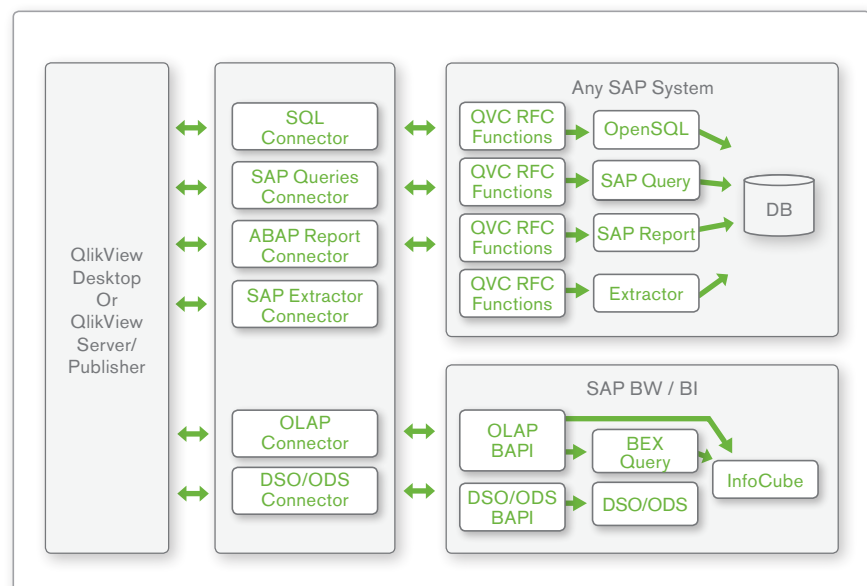 QlikView
Desktop
Or
QlikView
Server/
Publisher
SQL
Connector
SAP Queries
Connector
ABAP Report
Connector
SAP Extractor
Connector
OLAP
Connector
DSO/ODS
Connector
Any SAP System
QVC RFC
Functions
OpenSQL
QVC RFC
Functions
SAP Query
QVC RFC
Functions
SAP Report
QVC RFC
Functions
Extractor
DB
SAP BW / BI
OLAP
BAPI
BEX
Query
InfoCube
DSO/ODS
BAPI
DSO/ODS